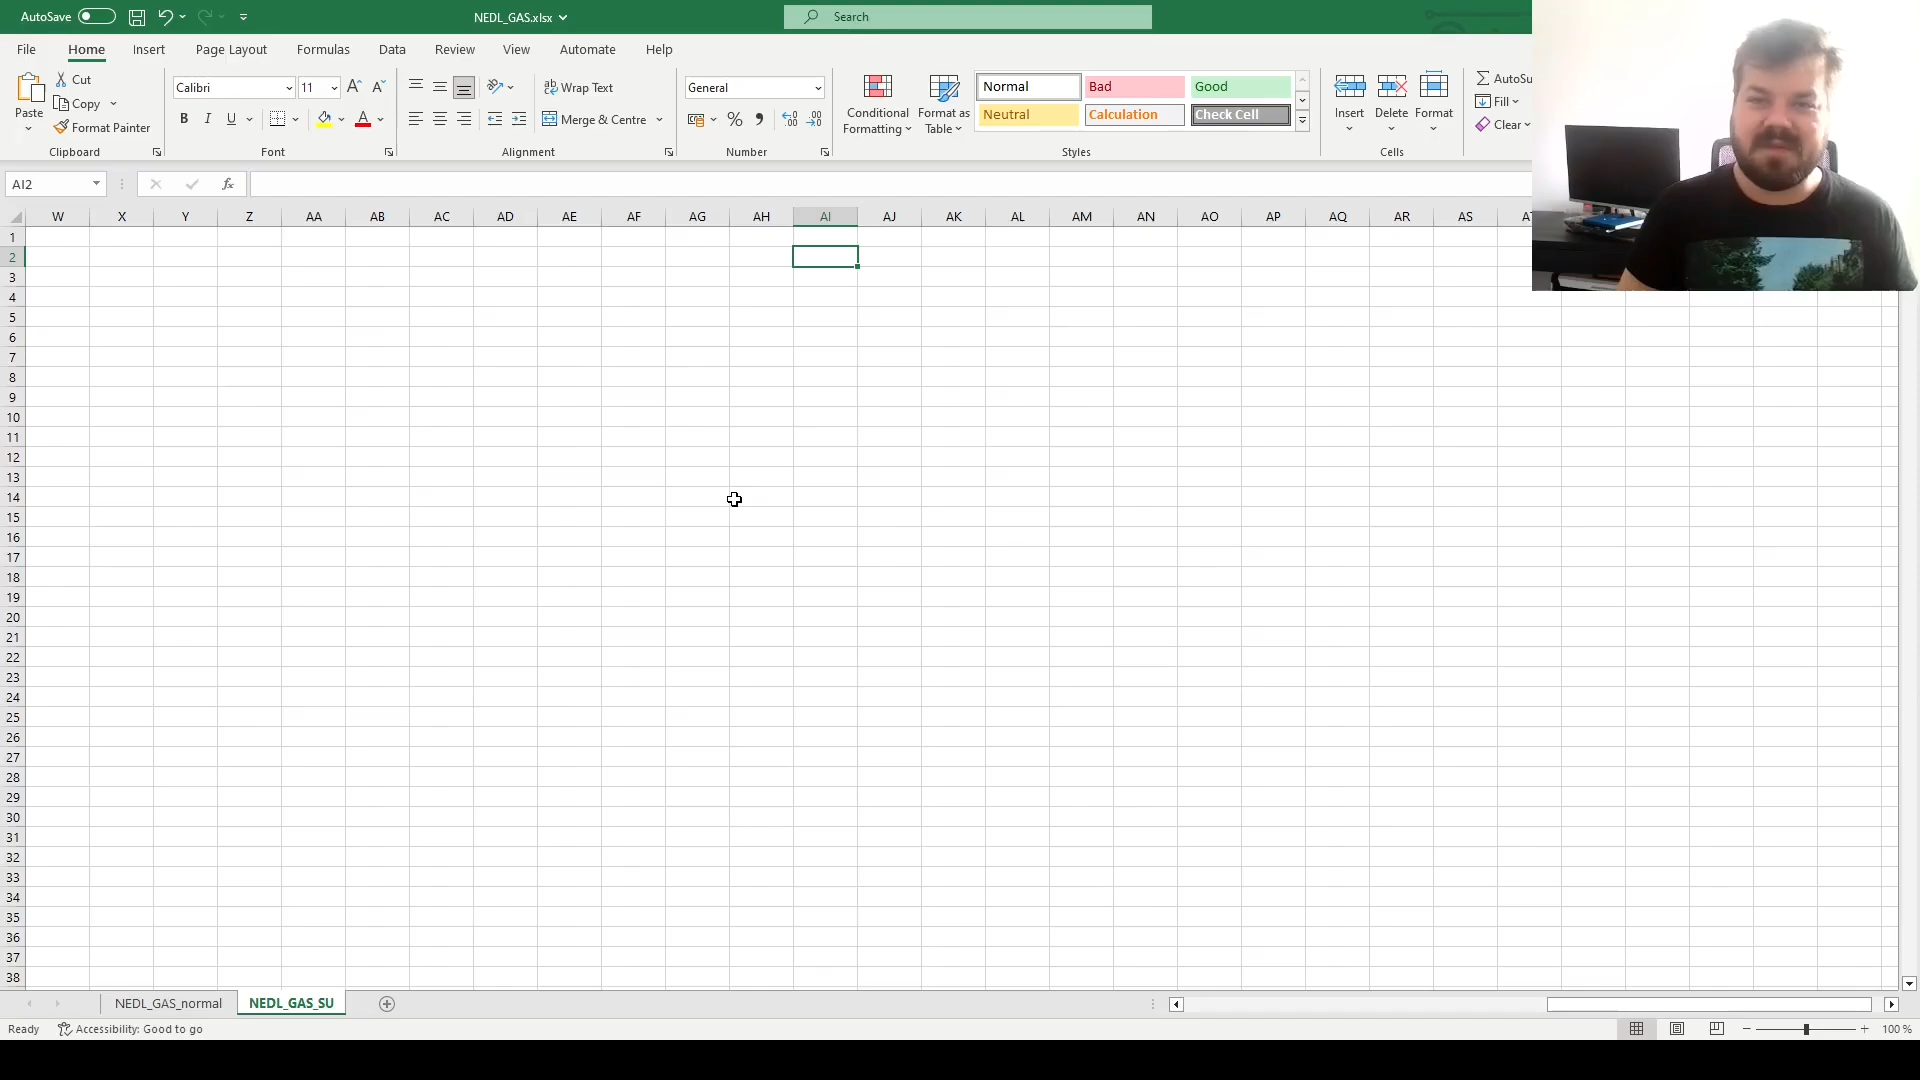 AutoSave
NEDL_GAS.xlsx
Search
File Home Insert Page Layout Formulas Data Review View Automate Help
Paste
Cut
Copy
Format Painter
Clipboard
Calibri 11
B I U
Font
Wrap Text
Merge & Centre
Alignment
General
Number
Conditional Formatting
Format as Table
Normal Bad Good
Neutral Calculation Check Cell
Styles
Insert Delete Format
Cells
AutoSu
Fill
Clear
AI2
fx
W X Y Z AA AB AC AD AE AF AG AH AI AJ AK AL AM AN AO AP AQ AR AS
1
2
3
4
5
6
7
8
9
10
11
12
13
14
15
16
17
18
19
20
21
22
23
24
25
26
27
28
29
30
31
32
33
34
35
36
37
38
NEDL_GAS_normal NEDL_GAS_SU
Ready Accessibility: Good to go
100 %